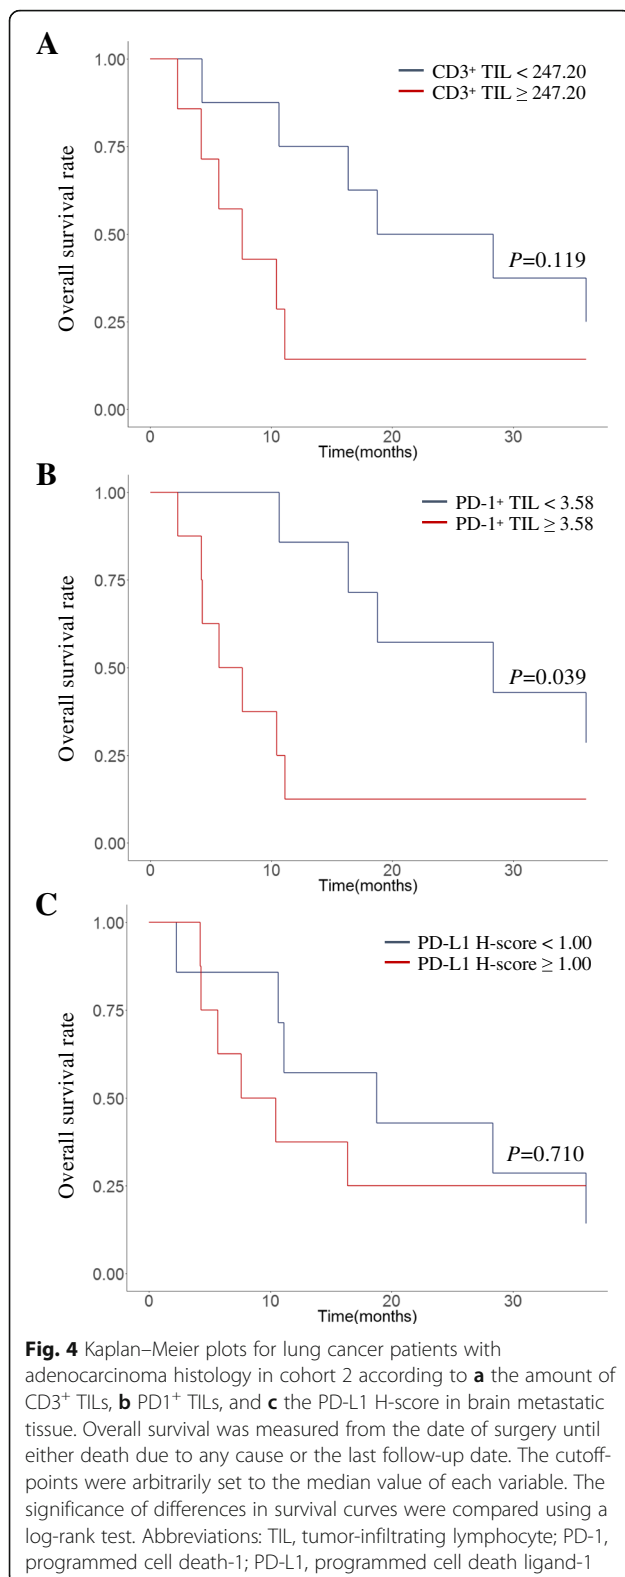 A
1.00
0.75
0.50
0.25
0.00
Overall survival rate
CD3+ TIL < 247.20
CD3+ TIL ≥ 247.20
P=0.119
0 10 20 30
Time(months)
B
1.00
0.75
0.50
0.25
0.00
Overall survival rate
PD-1+ TIL < 3.58
PD-1+ TIL ≥ 3.58
P=0.039
0 10 20 30
Time(months)
C
1.00
0.75
0.50
0.25
0.00
Overall survival rate
PD-L1 H-score < 1.00
PD-L1 H-score ≥ 1.00
P=0.710
0 10 20 30
Time(months)
Fig. 4 Kaplan–Meier plots for lung cancer patients with
adenocarcinoma histology in cohort 2 according to a the amount of
CD3+ TILs, b PD1+ TILs, and c the PD-L1 H-score in brain metastatic
tissue. Overall survival was measured from the date of surgery until
either death due to any cause or the last follow-up date. The cutoff-
points were arbitrarily set to the median value of each variable. The
significance of differences in survival curves were compared using a
log-rank test. Abbreviations: TIL, tumor-infiltrating lymphocyte; PD-1,
programmed cell death-1; PD-L1, programmed cell death ligand-1